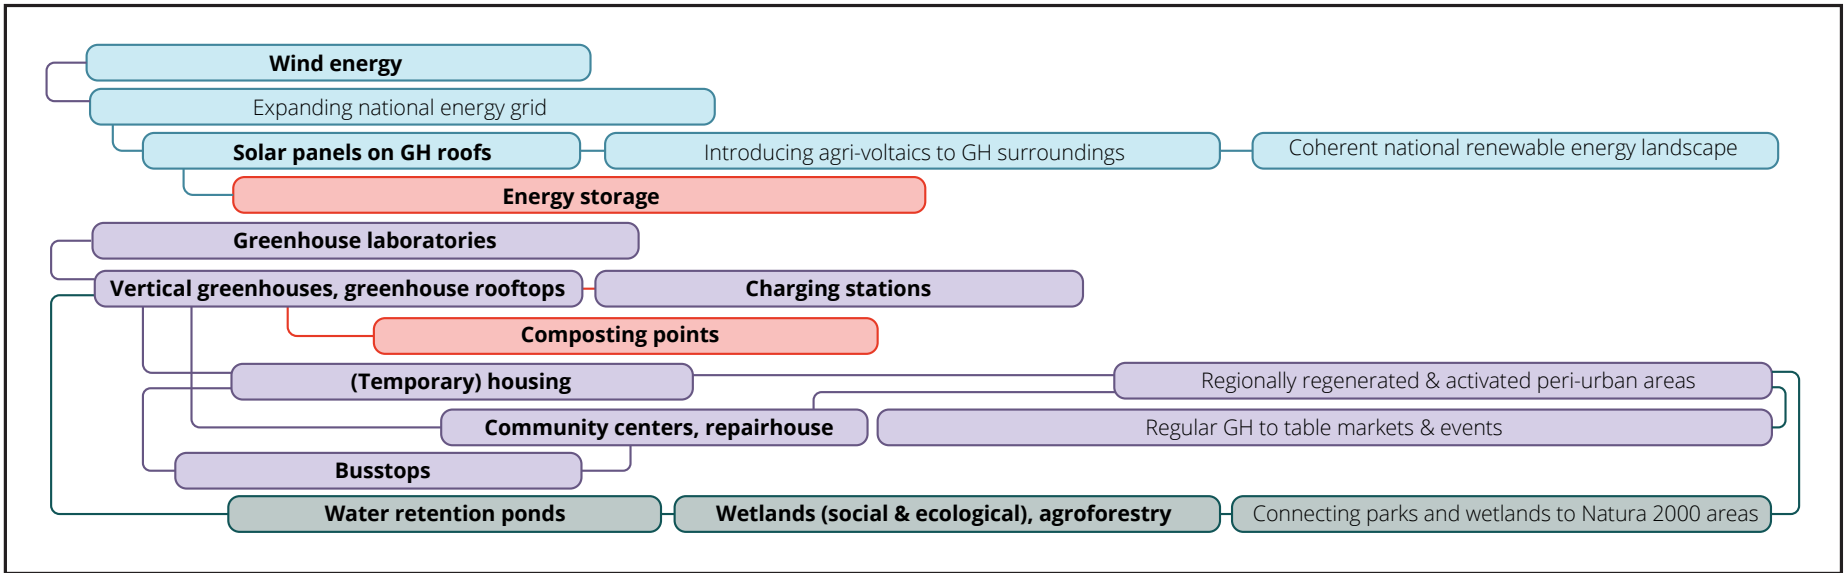 Wind energy
Expanding national energy grid
Solar panels on GH roofs
Introducing agri-voltaics to GH surroundings
Coherent national renewable energy landscape
Energy storage
Greenhouse laboratories
Vertical greenhouses, greenhouse rooftops
Charging stations
Composting points
(Temporary) housing
Regionally regenerated & activated peri-urban areas
Community centers, repairhouse
Regular GH to table markets & events
Busstops
Water retention ponds
Wetlands (social & ecological), agroforestry
Connecting parks and wetlands to Natura 2000 areas